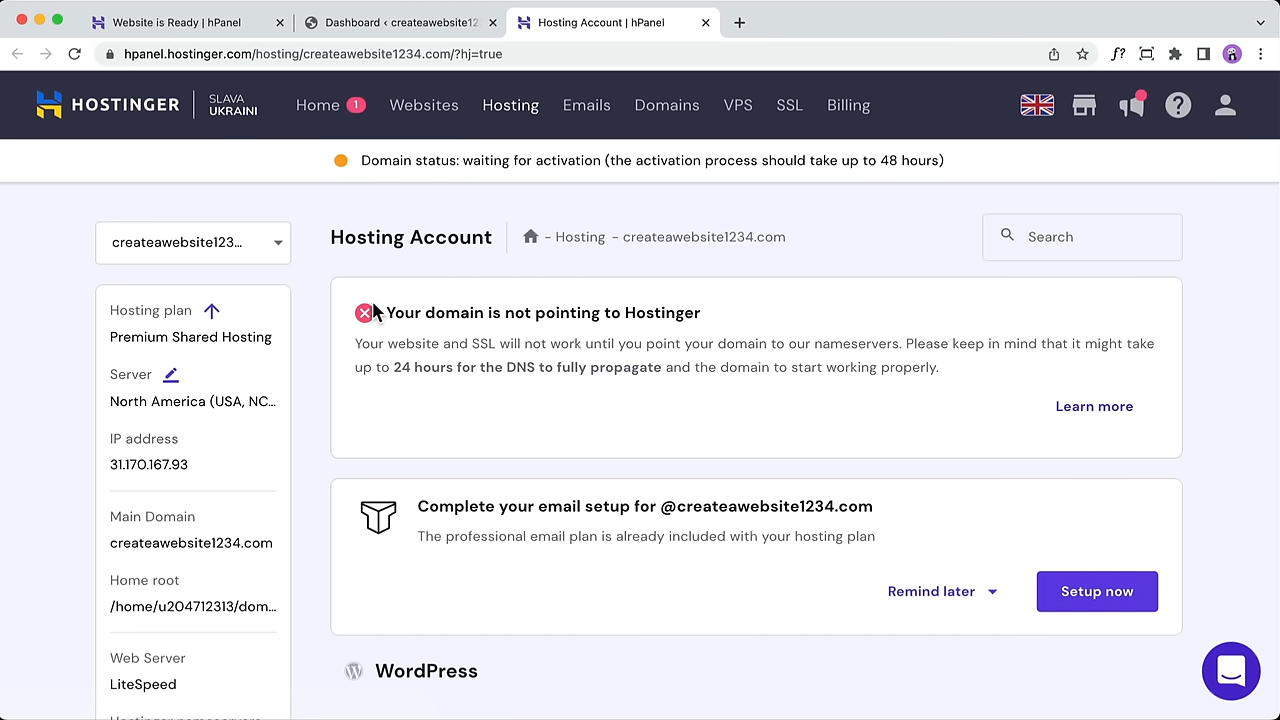 Website is Ready | hPanel
Dashboard ‹ createawebsite12
Hosting Account | hPanel
hpanel.hostinger.com/hosting/createawebsite1234.com/?hj=true
f?
HOSTINGER
SLAVA
UKRAINI
Home 1 Websites Hosting Emails Domains VPS SSL Billing
Domain status: waiting for activation (the activation process should take up to 48 hours)
createawebsite123...
Hosting Account
- Hosting - createawebsite1234.com
Search
Hosting plan
Premium Shared Hosting
Server
North America (USA, NC...
IP address
31.170.167.93
Main Domain
createawebsite1234.com
Home root
/home/u204712313/dom...
Web Server
LiteSpeed
Hostinger nameservers
Your domain is not pointing to Hostinger
Your website and SSL will not work until you point your domain to our nameservers. Please keep in mind that it might take
up to 24 hours for the DNS to fully propagate and the domain to start working properly.
Learn more
Complete your email setup for @createawebsite1234.com
The professional email plan is already included with your hosting plan
Remind later
Setup now
WordPress